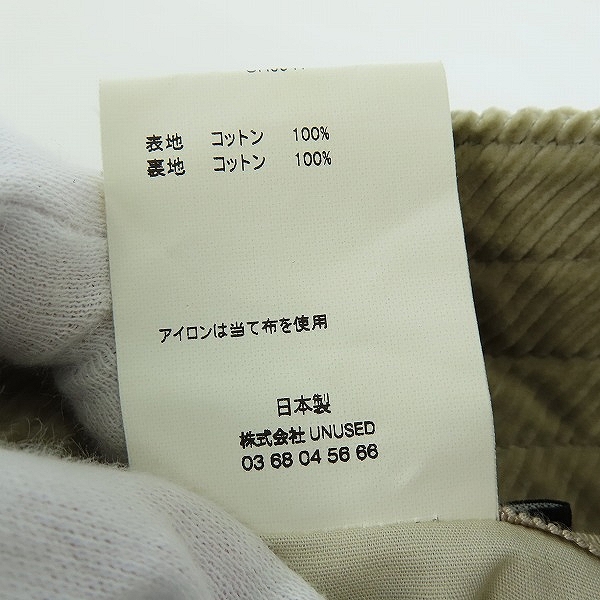 表地 コットン 100%
裏地 コットン 100%
アイロンは当て布を使用
日本製
株式会社 UNUSED
03 68 04 56 66